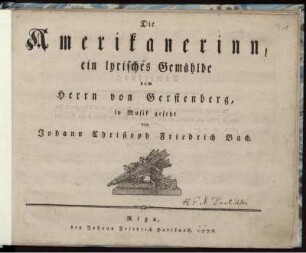 Die
Amerikanerinn,
ein lyrisches Gemählde
vom
Herrn von Gerstenberg,
in Musik gesetzt
von
Johann Christoph Friedrich Bach.
Riga,
bey Johann Friedrich Hartknoch, 1776.